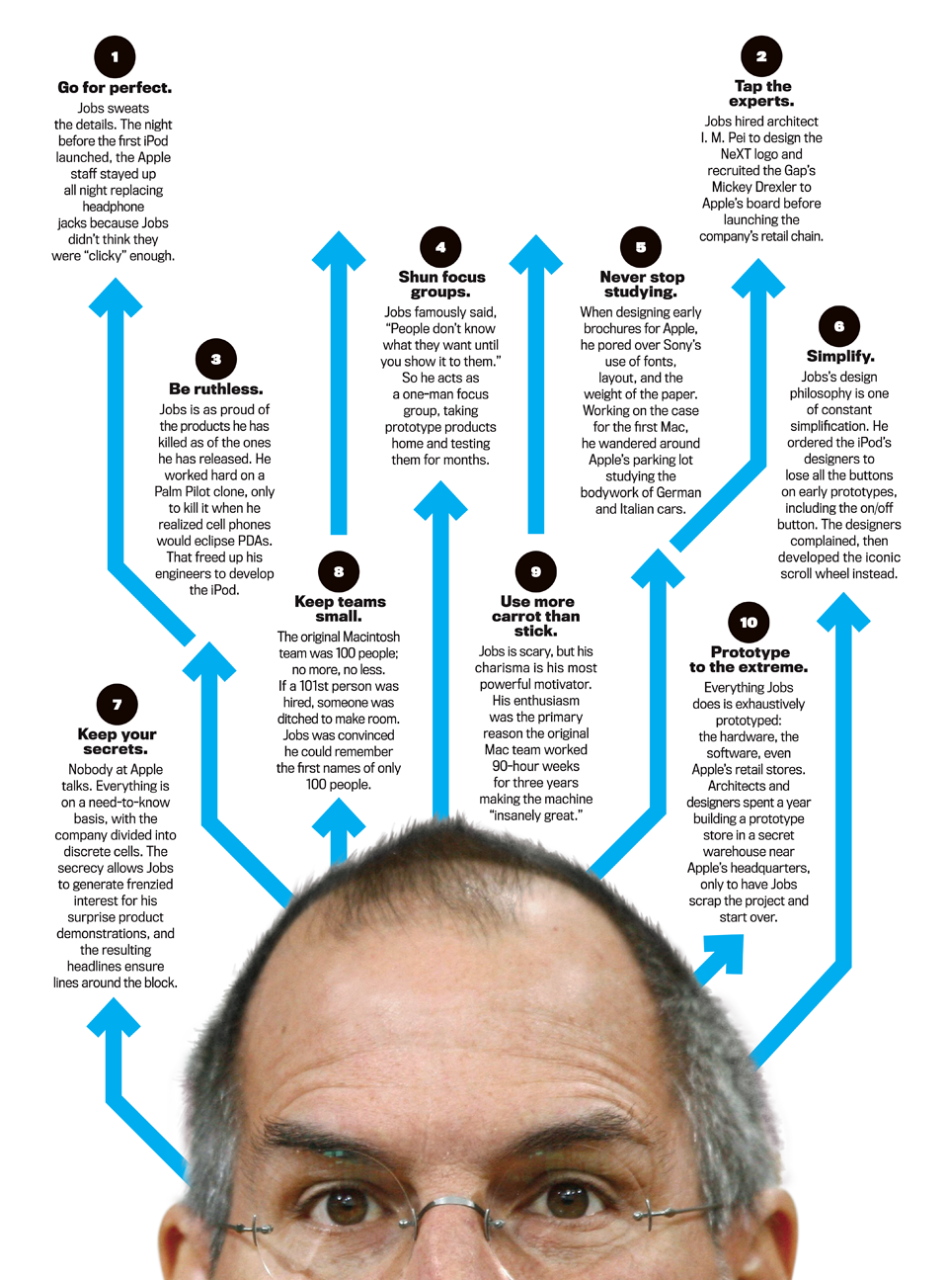 1
Go for perfect.
Jobs sweats
the details. The night
before the first iPod
launched, the Apple
staff stayed up
all night replacing
headphone
jacks because Jobs
didn't think they
were “clicky” enough.
2
Tap the
experts.
Jobs hired architect
I. M. Pei to design the
NeXT logo and
recruited the Gap's
Mickey Drexler to
Apple's board before
launching the
company's retail chain.
3
Be ruthless.
Jobs is as proud of
the products he has
killed as of the ones
he has released. He
worked hard on a
Palm Pilot clone, only
to kill it when he
realized cell phones
would eclipse PDAs.
That freed up his
engineers to develop
the iPod.
4
Shun focus
groups.
Jobs famously said,
“People don't know
what they want until
you show it to them.”
So he acts as
a one-man focus
group, taking
prototype products
home and testing
them for months.
5
Never stop
studying.
When designing early
brochures for Apple,
he pored over Sony's
use of fonts,
layout, and the
weight of the paper.
Working on the case
for the first Mac,
he wandered around
Apple's parking lot
studying the
bodywork of German
and Italian cars.
6
Simplify.
Jobs's design
philosophy is one
of constant
simplification. He
ordered the iPod's
designers to
lose all the buttons
on early prototypes,
including the on/off
button. The designers
complained, then
developed the iconic
scroll wheel instead.
7
Keep your
secrets.
Nobody at Apple
talks. Everything is
on a need-to-know
basis, with the
company divided into
discrete cells. The
secrecy allows Jobs
to generate frenzied
interest for his
surprise product
demonstrations, and
the resulting
headlines ensure
lines around the block.
8
Keep teams
small.
The original Macintosh
team was 100 people;
no more, no less.
If a 101st person was
hired, someone was
ditched to make room.
Jobs was convinced
he could remember
the first names of only
100 people.
9
Use more
carrot than
stick.
Jobs is scary, but his
charisma is his most
powerful motivator.
His enthusiasm
was the primary
reason the original
Mac team worked
90-hour weeks
for three years
making the machine
“insanely great.”
10
Prototype
to the extreme.
Everything Jobs
does is exhaustively
prototyped:
the hardware, the
software, even
Apple's retail stores.
Architects and
designers spent a year
building a prototype
store in a secret
warehouse near
Apple's headquarters,
only to have Jobs
scrap the project and
start over.